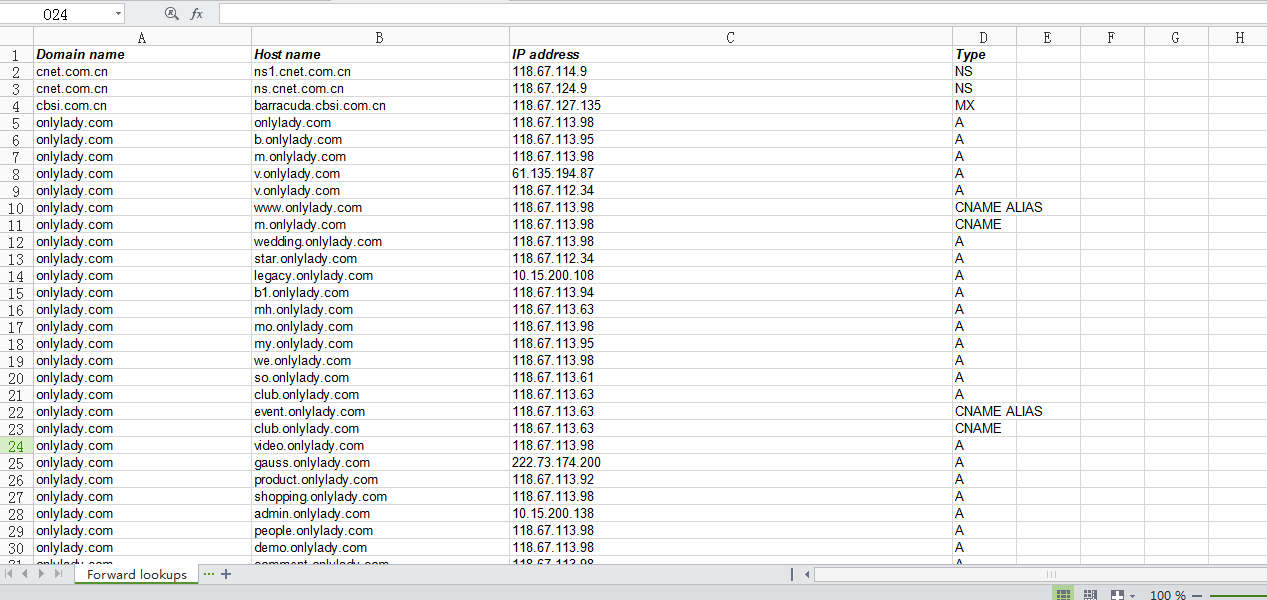 O24 fx
A B C D E F G H
1 Domain name Host name IP address Type
2 cnet.com.cn ns1.cnet.com.cn 118.67.114.9 NS
3 cnet.com.cn ns.cnet.com.cn 118.67.124.9 NS
4 cbsi.com.cn barracuda.cbsi.com.cn 118.67.127.135 MX
5 onlylady.com onlylady.com 118.67.113.98 A
6 onlylady.com b.onlylady.com 118.67.113.95 A
7 onlylady.com m.onlylady.com 118.67.113.98 A
8 onlylady.com v.onlylady.com 61.135.194.87 A
9 onlylady.com v.onlylady.com 118.67.112.34 A
10 onlylady.com www.onlylady.com 118.67.113.98 CNAME ALIAS
11 onlylady.com m.onlylady.com 118.67.113.98 CNAME
12 onlylady.com wedding.onlylady.com 118.67.113.98 A
13 onlylady.com star.onlylady.com 118.67.112.34 A
14 onlylady.com legacy.onlylady.com 10.15.200.108 A
15 onlylady.com b1.onlylady.com 118.67.113.94 A
16 onlylady.com mh.onlylady.com 118.67.113.63 A
17 onlylady.com mo.onlylady.com 118.67.113.98 A
18 onlylady.com my.onlylady.com 118.67.113.95 A
19 onlylady.com we.onlylady.com 118.67.113.98 A
20 onlylady.com so.onlylady.com 118.67.113.61 A
21 onlylady.com club.onlylady.com 118.67.113.63 A
22 onlylady.com event.onlylady.com 118.67.113.63 CNAME ALIAS
23 onlylady.com club.onlylady.com 118.67.113.63 CNAME
24 onlylady.com video.onlylady.com 118.67.113.98 A
25 onlylady.com gauss.onlylady.com 222.73.174.200 A
26 onlylady.com product.onlylady.com 118.67.113.92 A
27 onlylady.com shopping.onlylady.com 118.67.113.98 A
28 onlylady.com admin.onlylady.com 10.15.200.138 A
29 onlylady.com people.onlylady.com 118.67.113.98 A
30 onlylady.com demo.onlylady.com 118.67.113.98 A
31 onlylady.com comment.onlylady.com 118.67.113.98 A
Forward lookups ··· +
100 %